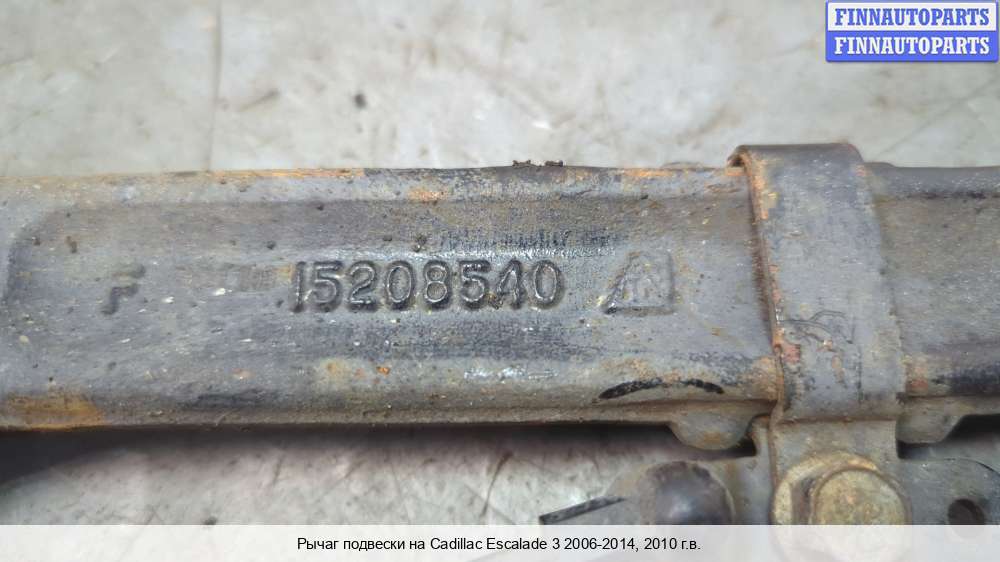 FINNAUTOPARTS
FINNAUTOPARTS
F 15208540
Рычаг подвески на Cadillac Escalade 3 2006-2014, 2010 г.в.